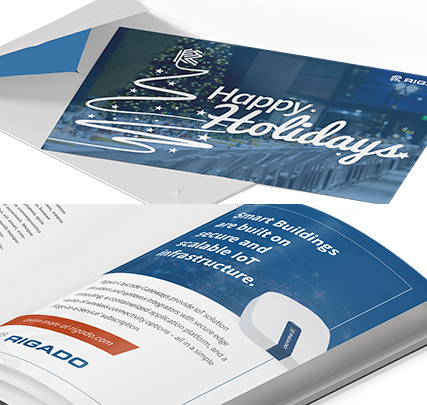 RIGA
Happy
Holidays
Smart Buildings
are built on
secure and
scalable IoT
infrastructure.
Rigado Cascade Gateways provide IoT solution
providers and systems integrators with secure edge
computing, a containerized application platform, and a
variety of wireless connectivity options – all in a simple
"Edge-as-a-Service" subscription.
Learn more at rigado.com
RIGADO